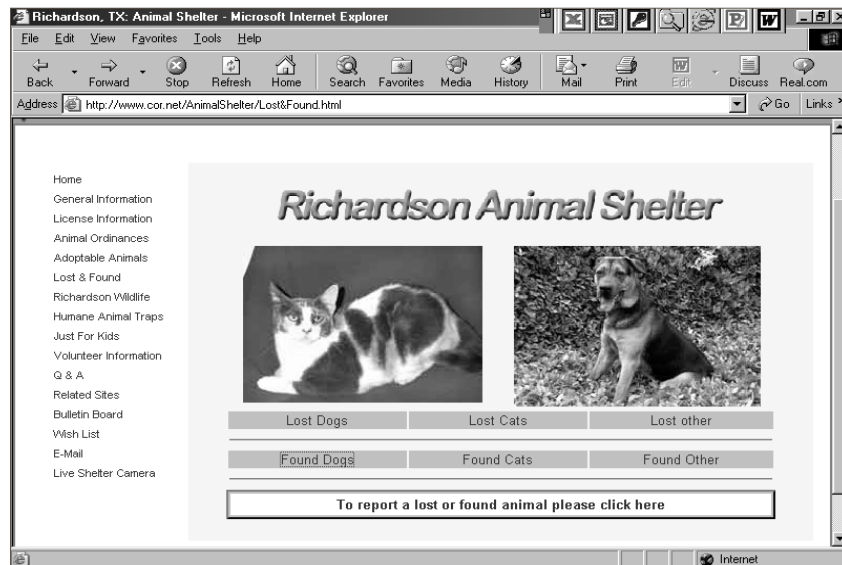 Richardson, TX: Animal Shelter - Microsoft Internet Explorer
File Edit View Favorites Tools Help
Back Forward Stop Refresh Home Search Favorites Media History Mail Print Edit Discuss Real.com
Address http://www.cor.net/AnimalShelter/Lost&Found.html Go Links
Home
General Information
License Information
Animal Ordinances
Adoptable Animals
Lost & Found
Richardson Wildlife
Humane Animal Traps
Just For Kids
Volunteer Information
Q & A
Related Sites
Bulletin Board
Wish List
E-Mail
Live Shelter Camera
Richardson Animal Shelter
Lost Dogs Lost Cats Lost other
Found Dogs Found Cats Found Other
To report a lost or found animal please click here
Internet